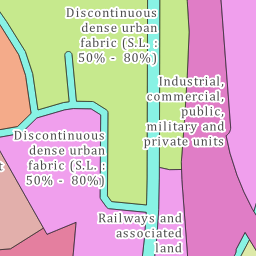 Discontinuous
dense urban
fabric (S.L. :
50% - 80%)
Industrial,
commercial,
public,
military and
private units
Discontinuous
dense urban
fabric (S.L. :
50% - 80%)
t
Railways and
associated
land